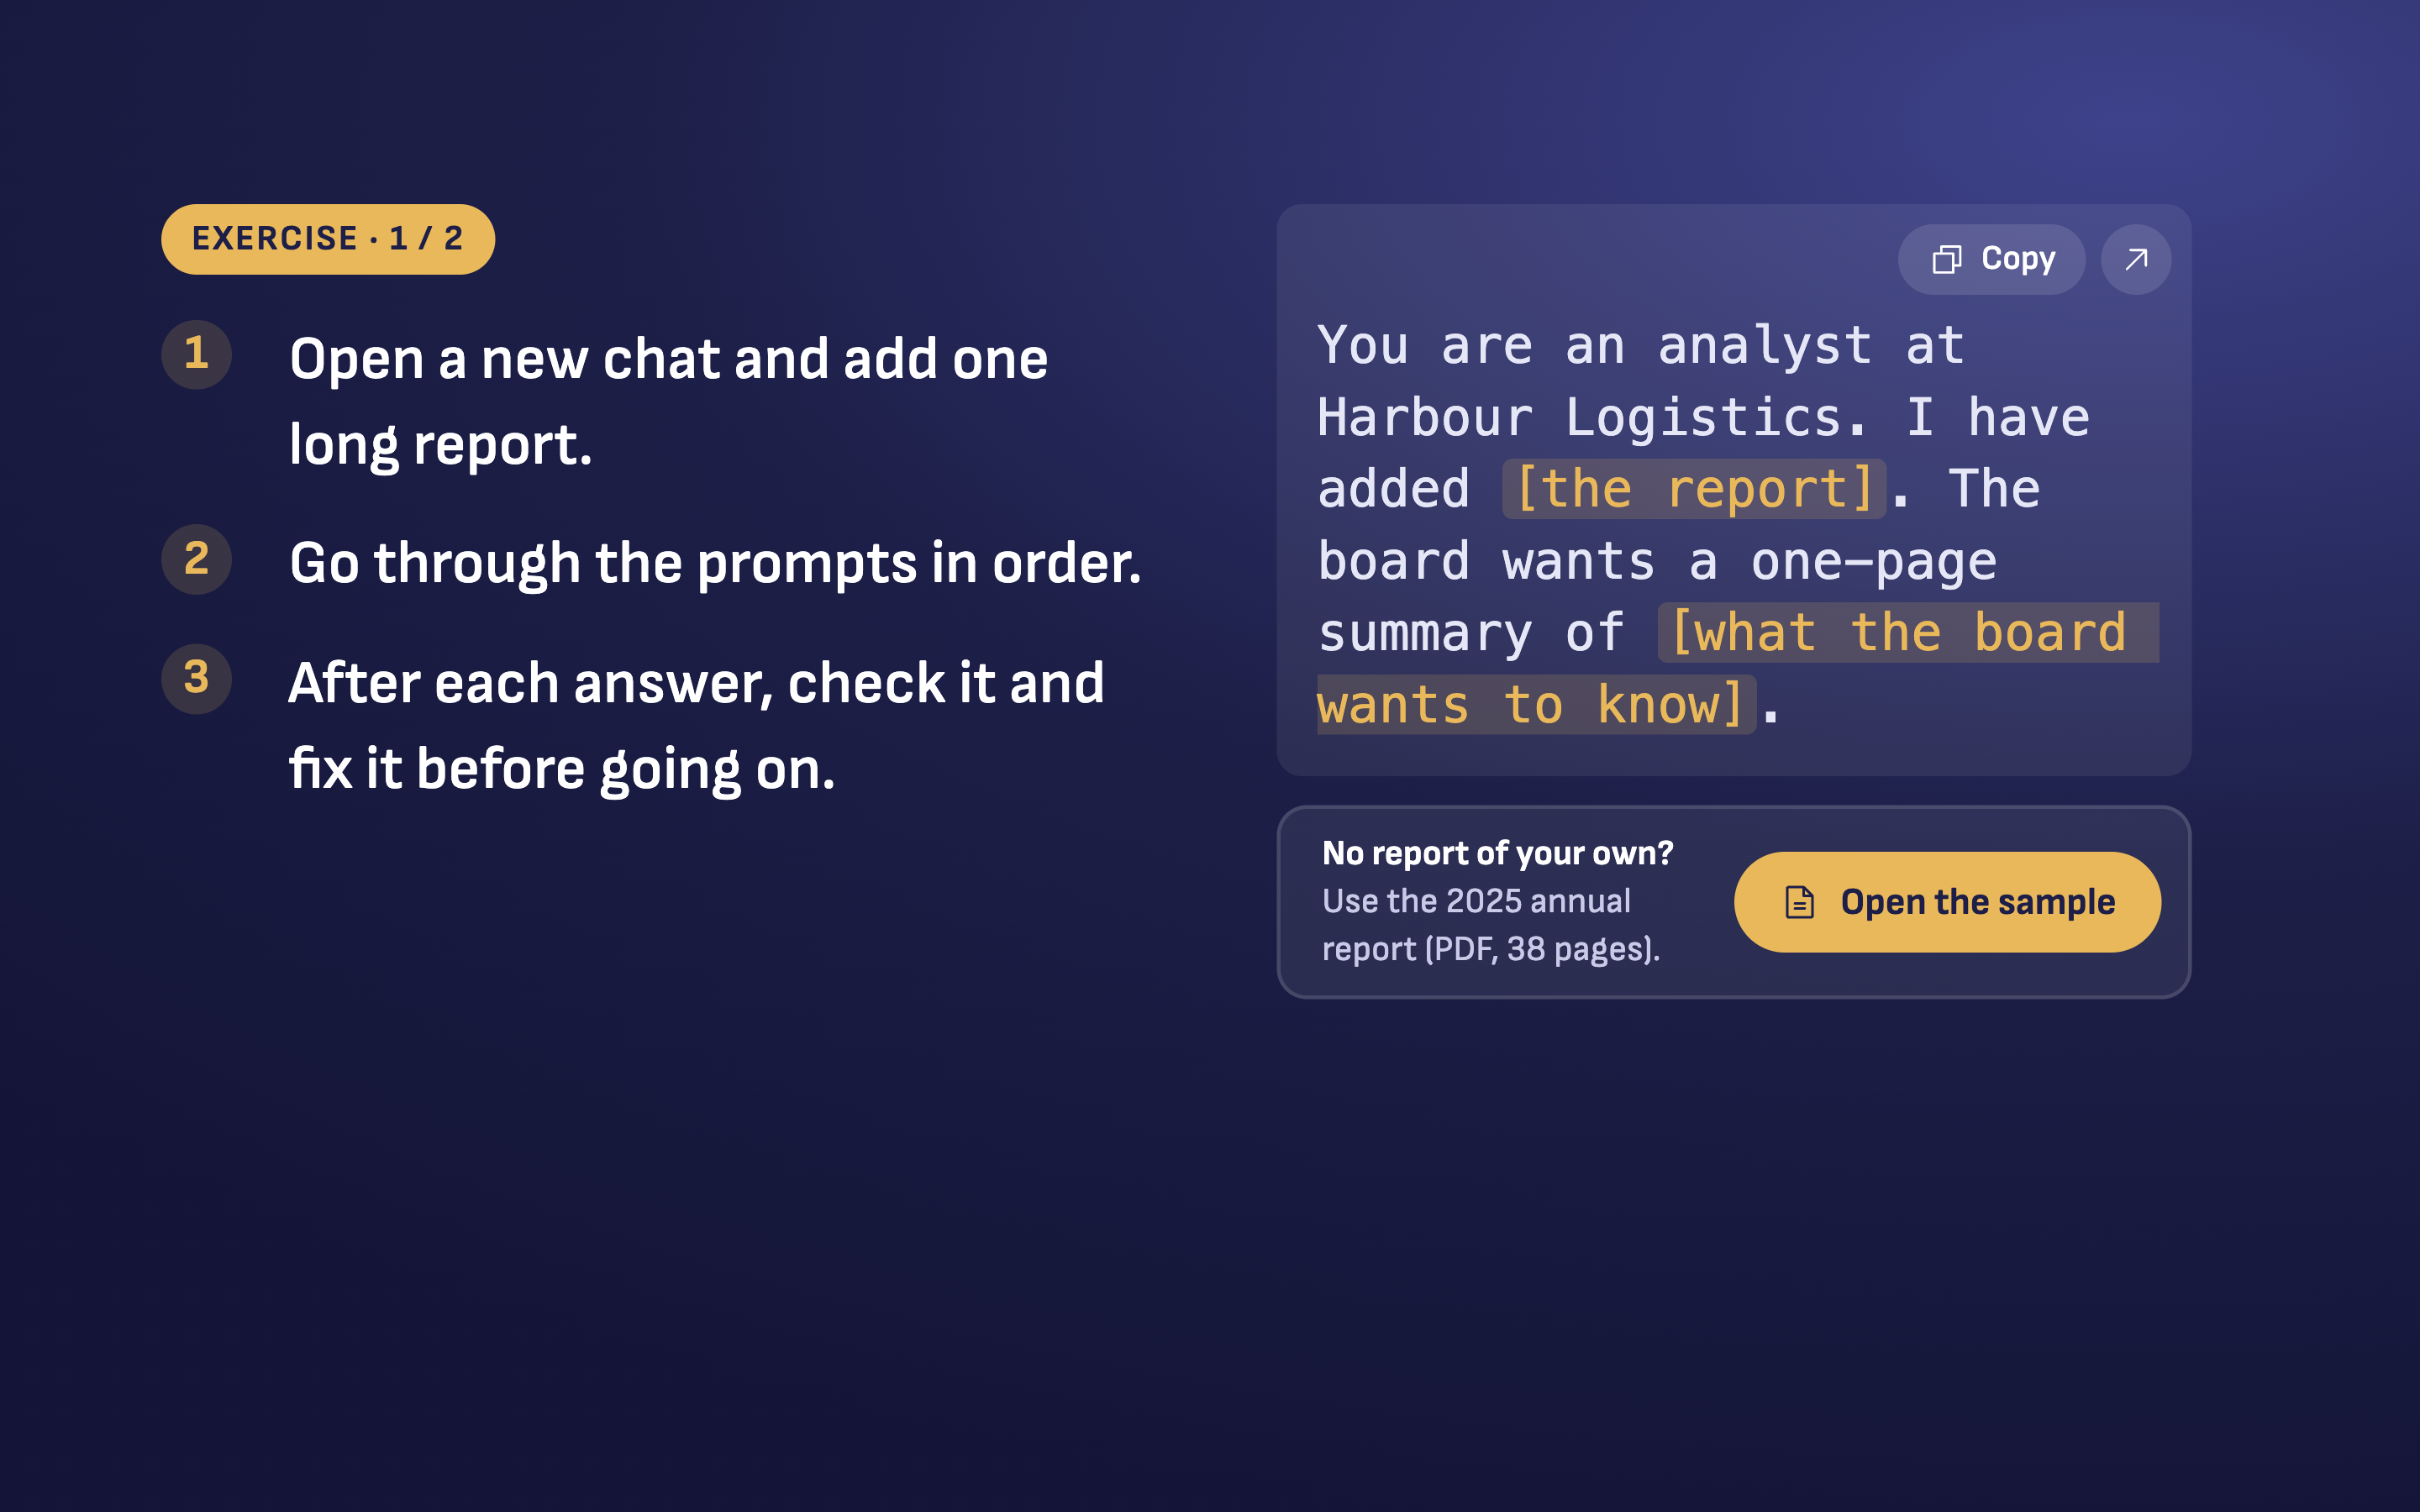 EXERCISE · 1 / 2
1
Open a new chat and add one
long report.
2
Go through the prompts in order.
3
After each answer, check it and
fix it before going on.
Copy
You are an analyst at
Harbour Logistics. I have
added [the report]. The
board wants a one-page
summary of [what the board
wants to know].
No report of your own?
Use the 2025 annual
report (PDF, 38 pages).
Open the sample